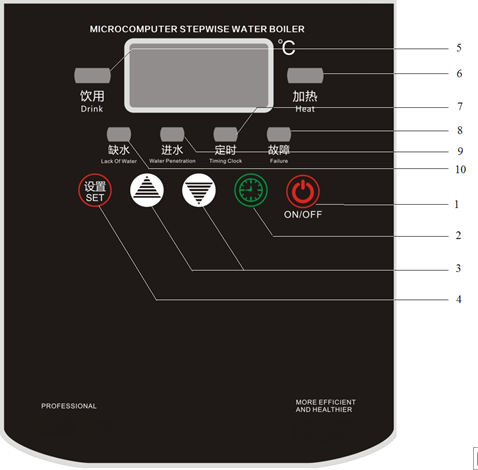 MICROCOMPUTER STEPWISE WATER BOILER
°C
5
饮用
Drink
加热
Heat
6
7
缺水
Lack Of Water
进水
Water Penetration
定时
Timing Clock
故障
Failure
8
9
10
设置
SET
ON/OFF
1
2
3
4
PROFESSIONAL
MORE EFFICIENT
AND HEALTHIER